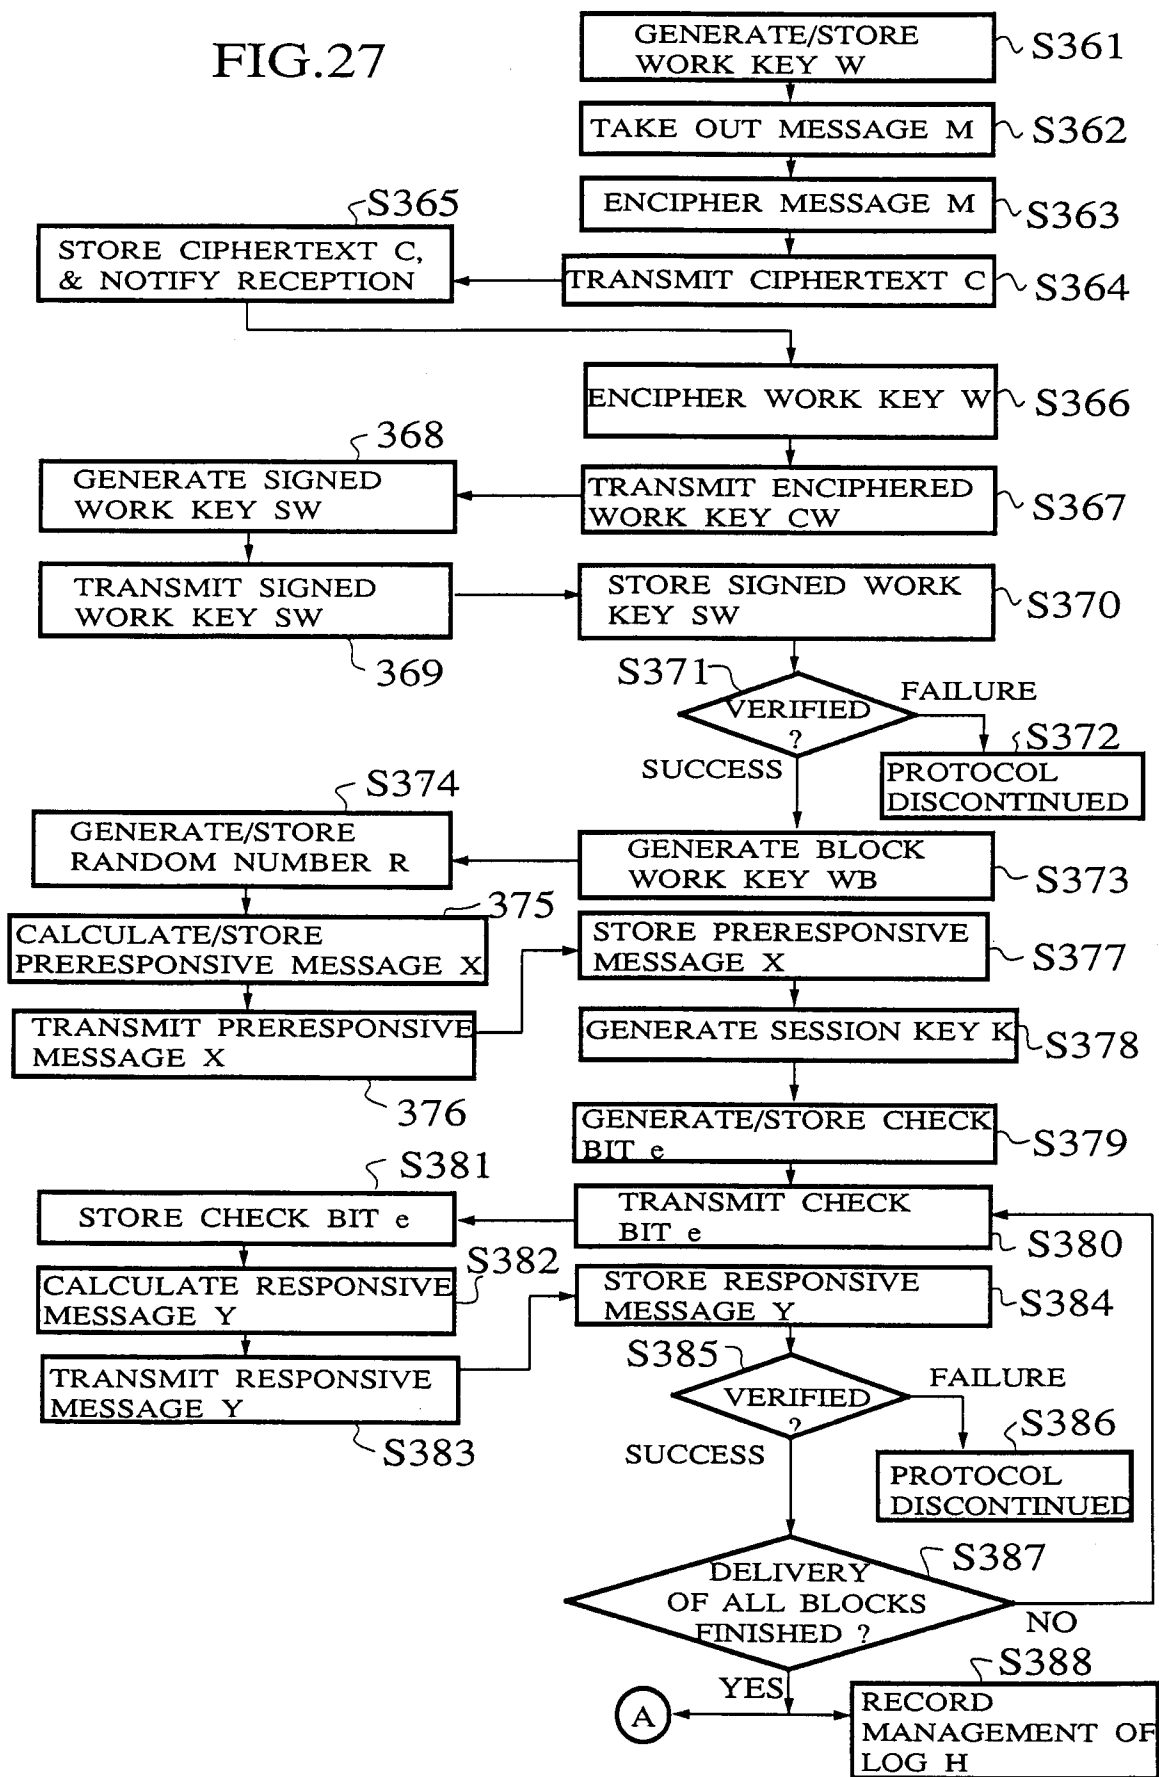 FIG.27
GENERATE/STORE
WORK KEY W
S361
TAKE OUT MESSAGE M
S362
ENCIPHER MESSAGE M
S363
S365
STORE CIPHERTEXT C,
& NOTIFY RECEPTION
TRANSMIT CIPHERTEXT C
S364
ENCIPHER WORK KEY W
S366
368
GENERATE SIGNED
WORK KEY SW
TRANSMIT ENCIPHERED
WORK KEY CW
S367
TRANSMIT SIGNED
WORK KEY SW
369
STORE SIGNED WORK
KEY SW
S370
S371
VERIFIED
?
FAILURE
S372
PROTOCOL
DISCONTINUED
SUCCESS
S374
GENERATE/STORE
RANDOM NUMBER R
GENERATE BLOCK
WORK KEY WB
S373
375
CALCULATE/STORE
PRERESPONSIVE MESSAGE X
STORE PRERESPONSIVE
MESSAGE X
S377
TRANSMIT PRERESPONSIVE
MESSAGE X
376
GENERATE SESSION KEY K
S378
GENERATE/STORE CHECK
BIT e
S379
S381
STORE CHECK BIT e
TRANSMIT CHECK
BIT e
S380
S382
CALCULATE RESPONSIVE
MESSAGE Y
STORE RESPONSIVE
MESSAGE Y
S384
TRANSMIT RESPONSIVE
MESSAGE Y
S383
S385
VERIFIED
?
FAILURE
S386
PROTOCOL
DISCONTINUED
SUCCESS
S387
DELIVERY
OF ALL BLOCKS
FINISHED ?
NO
YES
A
S388
RECORD
MANAGEMENT OF
LOG H